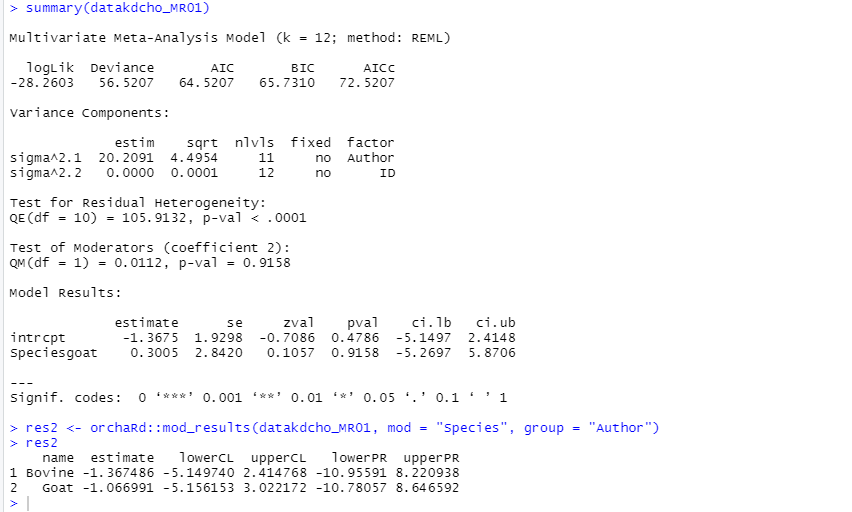 > summary(datakdcho_MR01)
Multivariate Meta-Analysis Model (k = 12; method: REML)
logLik Deviance AIC BIC AICc
-28.2603 56.5207 64.5207 65.7310 72.5207
Variance Components:
estim sqrt nlvls fixed factor
sigma^2.1 20.2091 4.4954 11 no Author
sigma^2.2 0.0000 0.0001 12 no ID
Test for Residual Heterogeneity:
QE(df = 10) = 105.9132, p-val < .0001
Test of Moderators (coefficient 2):
QM(df = 1) = 0.0112, p-val = 0.9158
Model Results:
estimate se zval pval ci.lb ci.ub
intrcpt -1.3675 1.9298 -0.7086 0.4786 -5.1497 2.4148
Speciesgoat 0.3005 2.8420 0.1057 0.9158 -5.2697 5.8706
---
Signif. codes: 0 ‘***’ 0.001 ‘**’ 0.01 ‘*’ 0.05 ‘.’ 0.1 ‘ ’ 1
> res2 <- orchaRd::mod_results(datakdcho_MR01, mod = "Species", group = "Author")
> res2
name estimate lowerCL upperCL lowerPR upperPR
1 Bovine -1.367486 -5.149740 2.414768 -10.95591 8.220938
2 Goat -1.066991 -5.156153 3.022172 -10.78057 8.646592
>